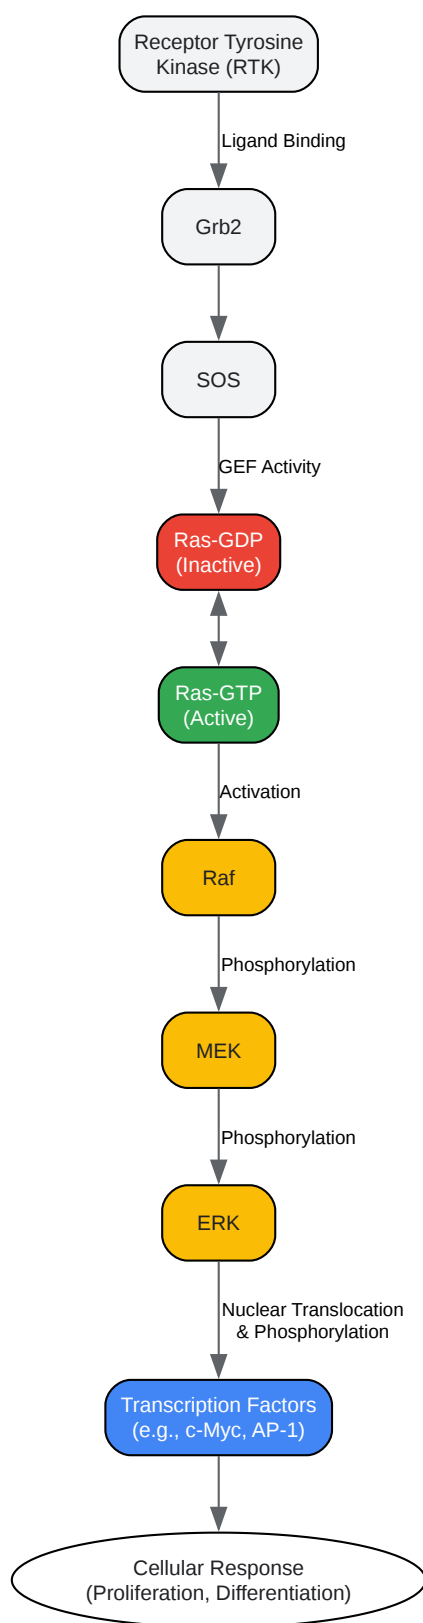 Receptor Tyrosine
Kinase (RTK)
Ligand Binding
Grb2
SOS
GEF Activity
Ras-GDP
(Inactive)
Ras-GTP
(Active)
Activation
Raf
Phosphorylation
MEK
Phosphorylation
ERK
Nuclear Translocation
& Phosphorylation
Transcription Factors
(e.g., c-Myc, AP-1)
Cellular Response
(Proliferation, Differentiation)